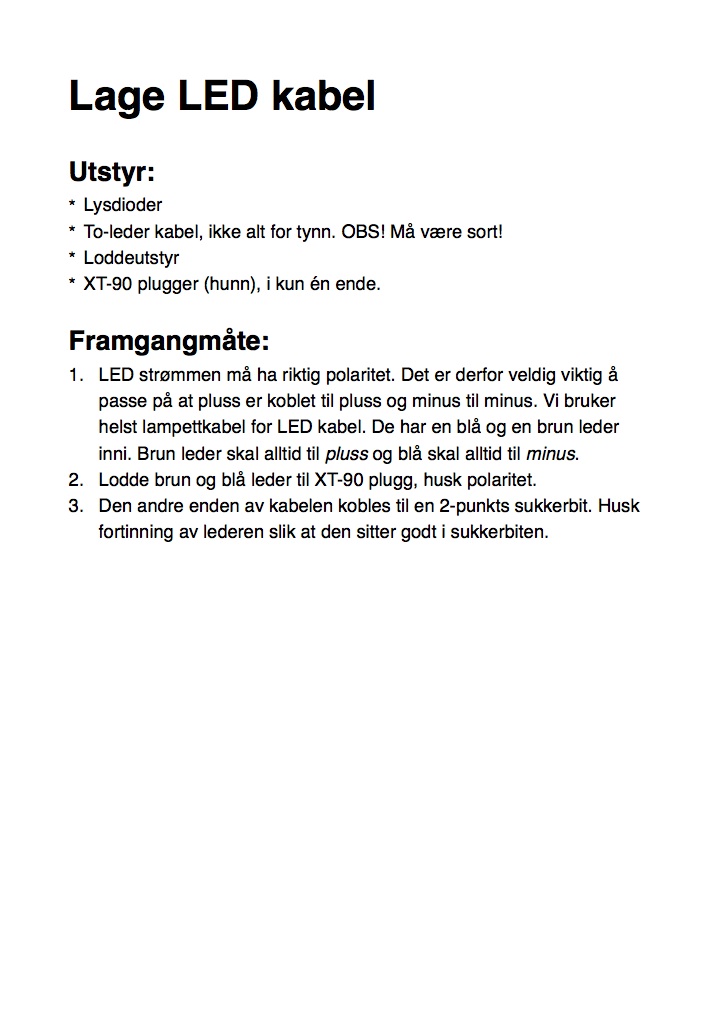 Lage LED kabel
Utstyr:
* Lysdioder
* To-leder kabel, ikke alt for tynn. OBS! Må være sort!
* Loddeutstyr
* XT-90 plugger (hunn), i kun én ende.
Framgangmåte:
1. LED strømmen må ha riktig polaritet. Det er derfor veldig viktig å
passe på at pluss er koblet til pluss og minus til minus. Vi bruker
helst lampettkabel for LED kabel. De har en blå og en brun leder
inni. Brun leder skal alltid til pluss og blå skal alltid til minus.
2. Lodde brun og blå leder til XT-90 plugg, husk polaritet.
3. Den andre enden av kabelen kobles til en 2-punkts sukkerbit. Husk
fortinning av lederen slik at den sitter godt i sukkerbiten.